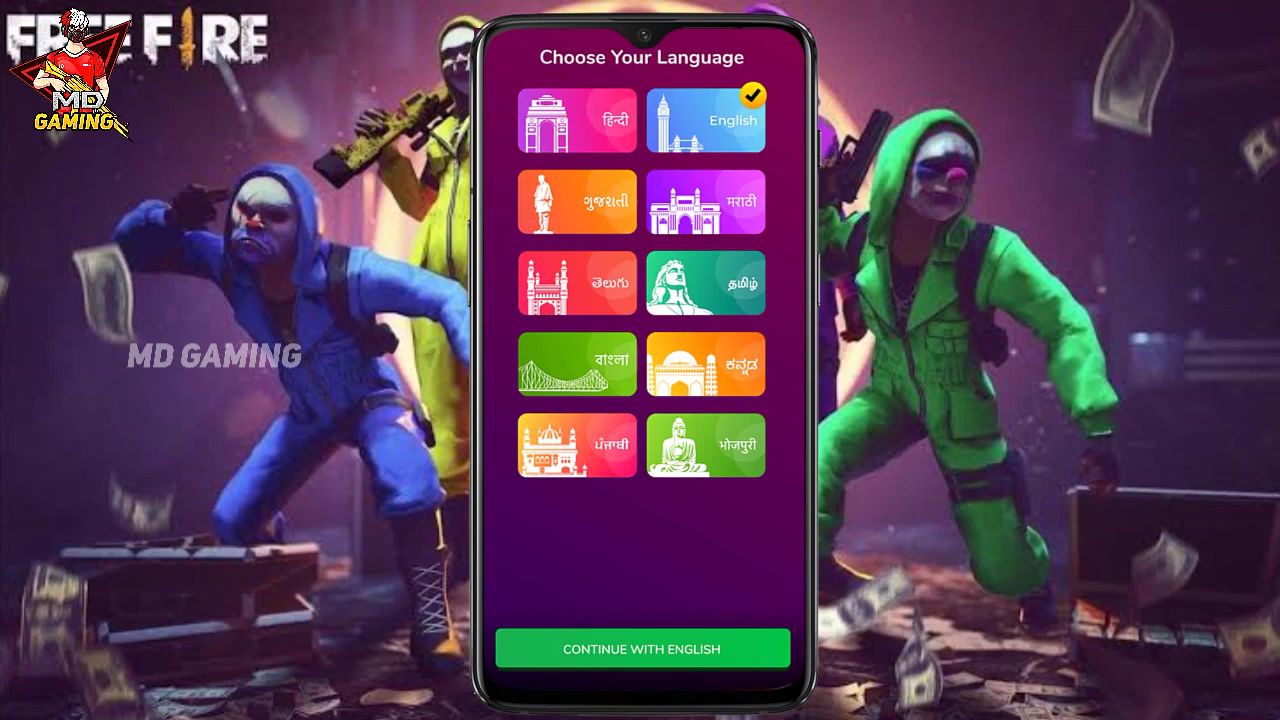 FREE FIRE
MD
GAMING
MD GAMING
Choose Your Language
हिन्दी
English
ગુજરાતી
मराठी
తెలుగు
தமிழ்
বাংলা
ಕನ್ನಡ
ਪੰਜਾਬੀ
भोजपुरी
CONTINUE WITH ENGLISH